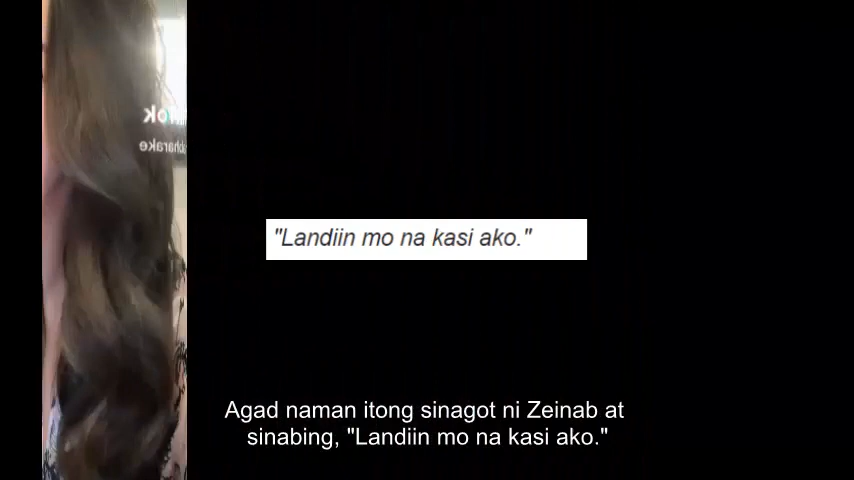 "Landiin mo na kasi ako."
Agad naman itong sinagot ni Zeinab at
sinabing, "Landiin mo na kasi ako."